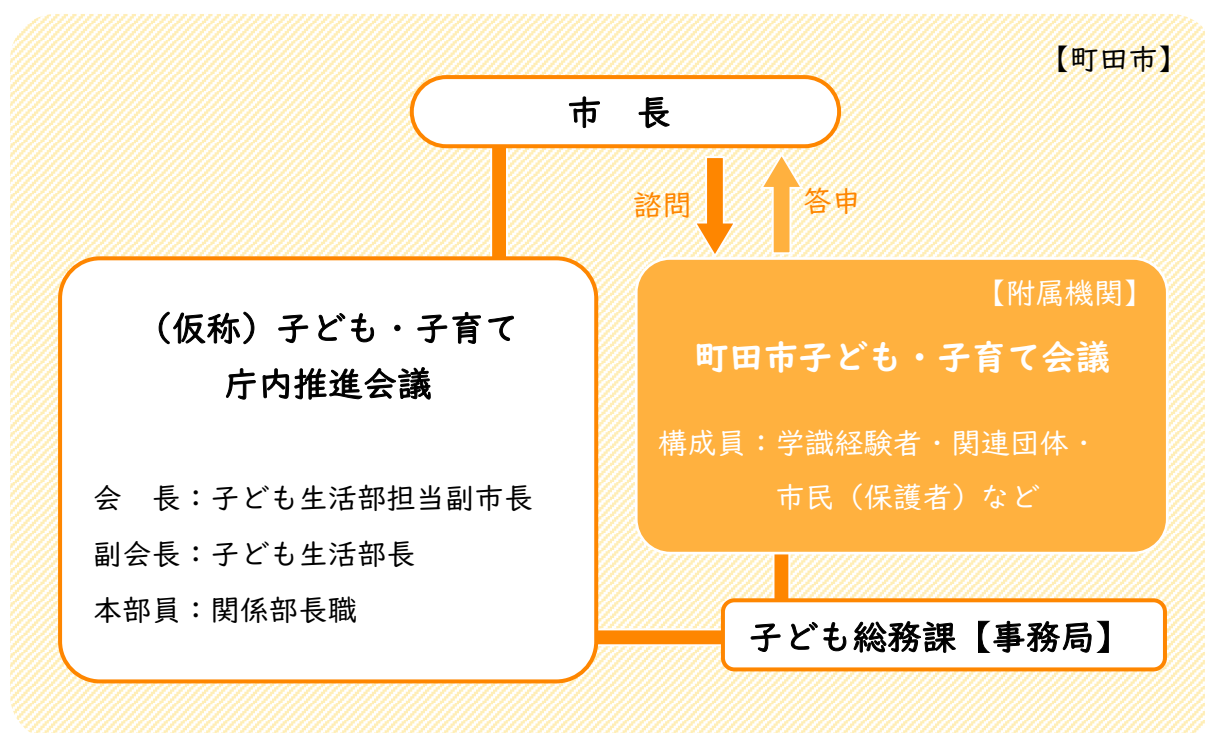 【町田市】
市　長
諮問
答申
（仮称）子ども・子育て
庁内推進会議
会　長：子ども生活部担当副市長
副会長：子ども生活部長
本部員：関係部長職
【附属機関】
町田市子ども・子育て会議
構成員：学識経験者・関連団体・
市民（保護者）など
子ども総務課【事務局】